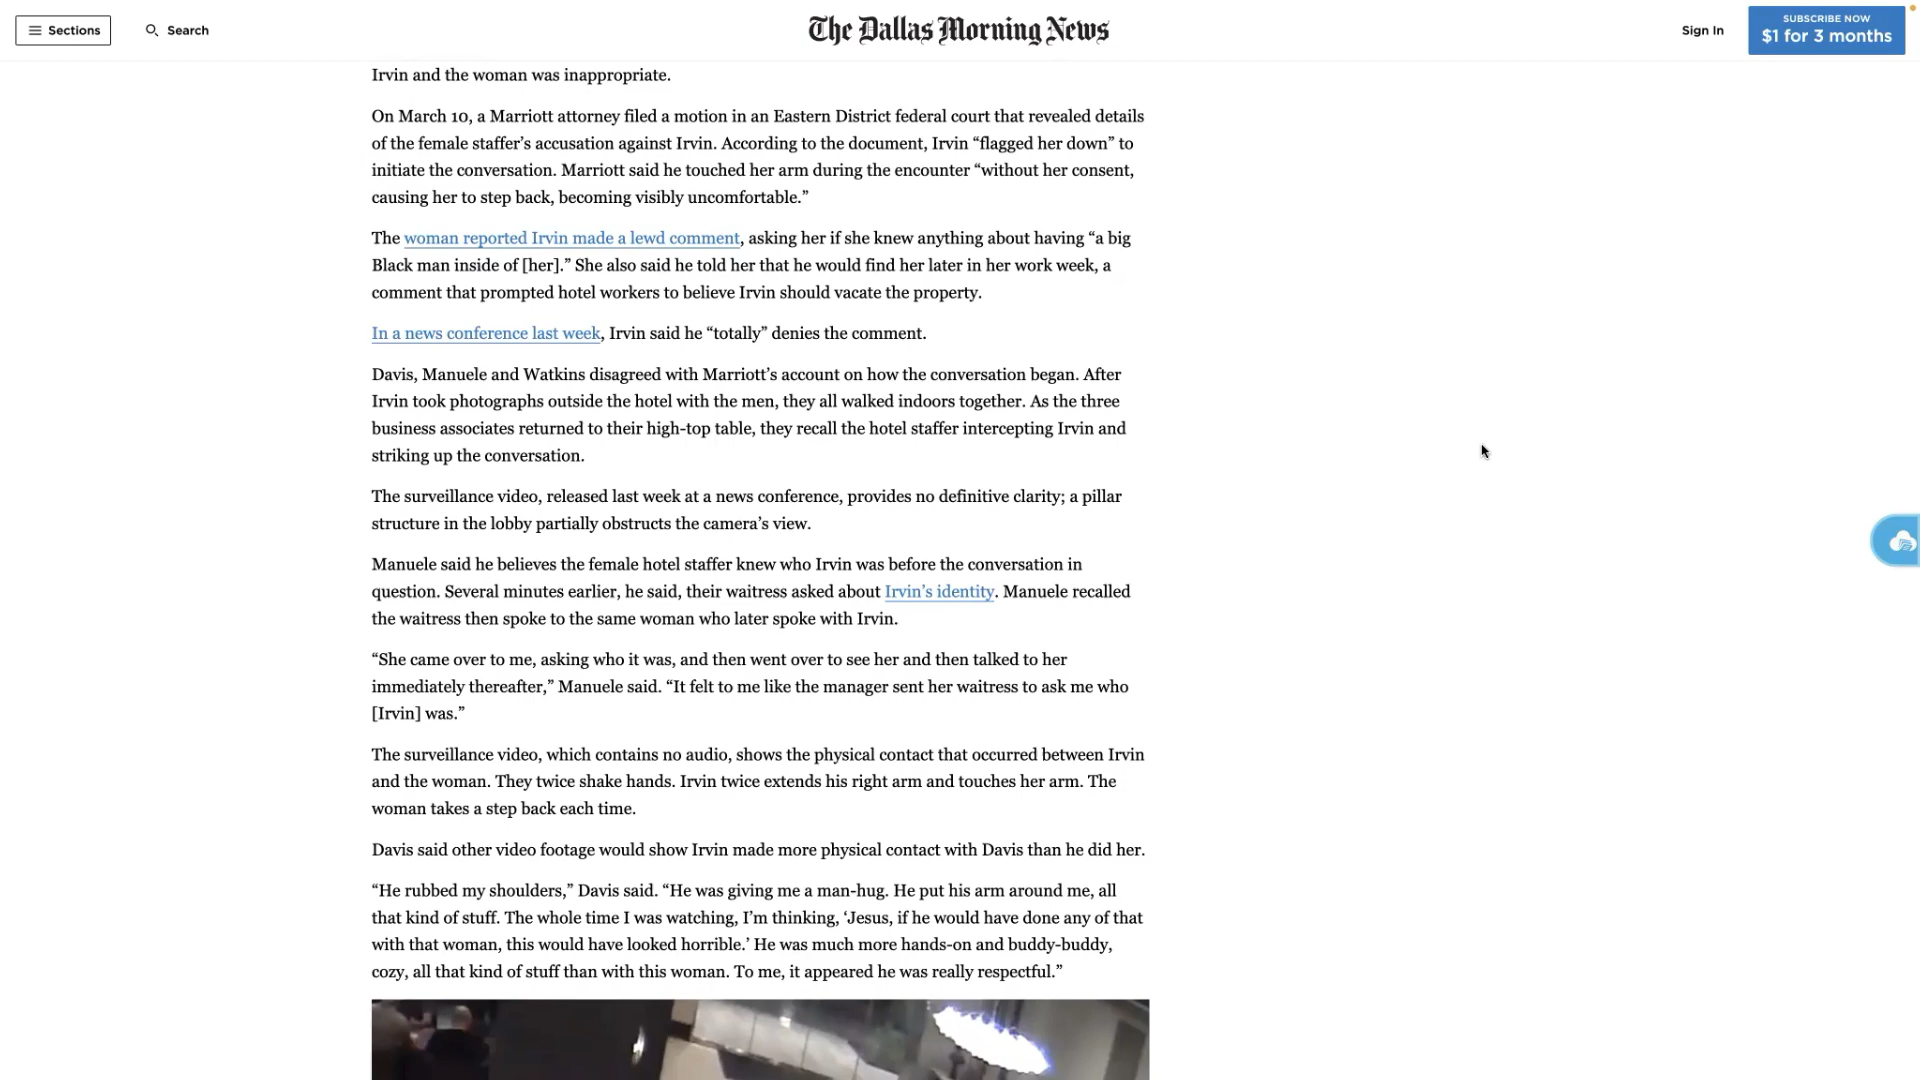 Sections
Search
The Dallas Morning News
Sign In
SUBSCRIBE NOW
$1 for 3 months
Irvin and the woman was inappropriate.
On March 10, a Marriott attorney filed a motion in an Eastern District federal court that revealed details
of the female staffer’s accusation against Irvin. According to the document, Irvin “flagged her down” to
initiate the conversation. Marriott said he touched her arm during the encounter “without her consent,
causing her to step back, becoming visibly uncomfortable.”
The woman reported Irvin made a lewd comment, asking her if she knew anything about having “a big
Black man inside of [her].” She also said he told her that he would find her later in her work week, a
comment that prompted hotel workers to believe Irvin should vacate the property.
In a news conference last week, Irvin said he “totally” denies the comment.
Davis, Manuele and Watkins disagreed with Marriott’s account on how the conversation began. After
Irvin took photographs outside the hotel with the men, they all walked indoors together. As the three
business associates returned to their high-top table, they recall the hotel staffer intercepting Irvin and
striking up the conversation.
The surveillance video, released last week at a news conference, provides no definitive clarity; a pillar
structure in the lobby partially obstructs the camera’s view.
Manuele said he believes the female hotel staffer knew who Irvin was before the conversation in
question. Several minutes earlier, he said, their waitress asked about Irvin’s identity. Manuele recalled
the waitress then spoke to the same woman who later spoke with Irvin.
“She came over to me, asking who it was, and then went over to see her and then talked to her
immediately thereafter,” Manuele said. “It felt to me like the manager sent her waitress to ask me who
[Irvin] was.”
The surveillance video, which contains no audio, shows the physical contact that occurred between Irvin
and the woman. They twice shake hands. Irvin twice extends his right arm and touches her arm. The
woman takes a step back each time.
Davis said other video footage would show Irvin made more physical contact with Davis than he did her.
“He rubbed my shoulders,” Davis said. “He was giving me a man-hug. He put his arm around me, all
that kind of stuff. The whole time I was watching, I’m thinking, ‘Jesus, if he would have done any of that
with that woman, this would have looked horrible.’ He was much more hands-on and buddy-buddy,
cozy, all that kind of stuff than with this woman. To me, it appeared he was really respectful.”